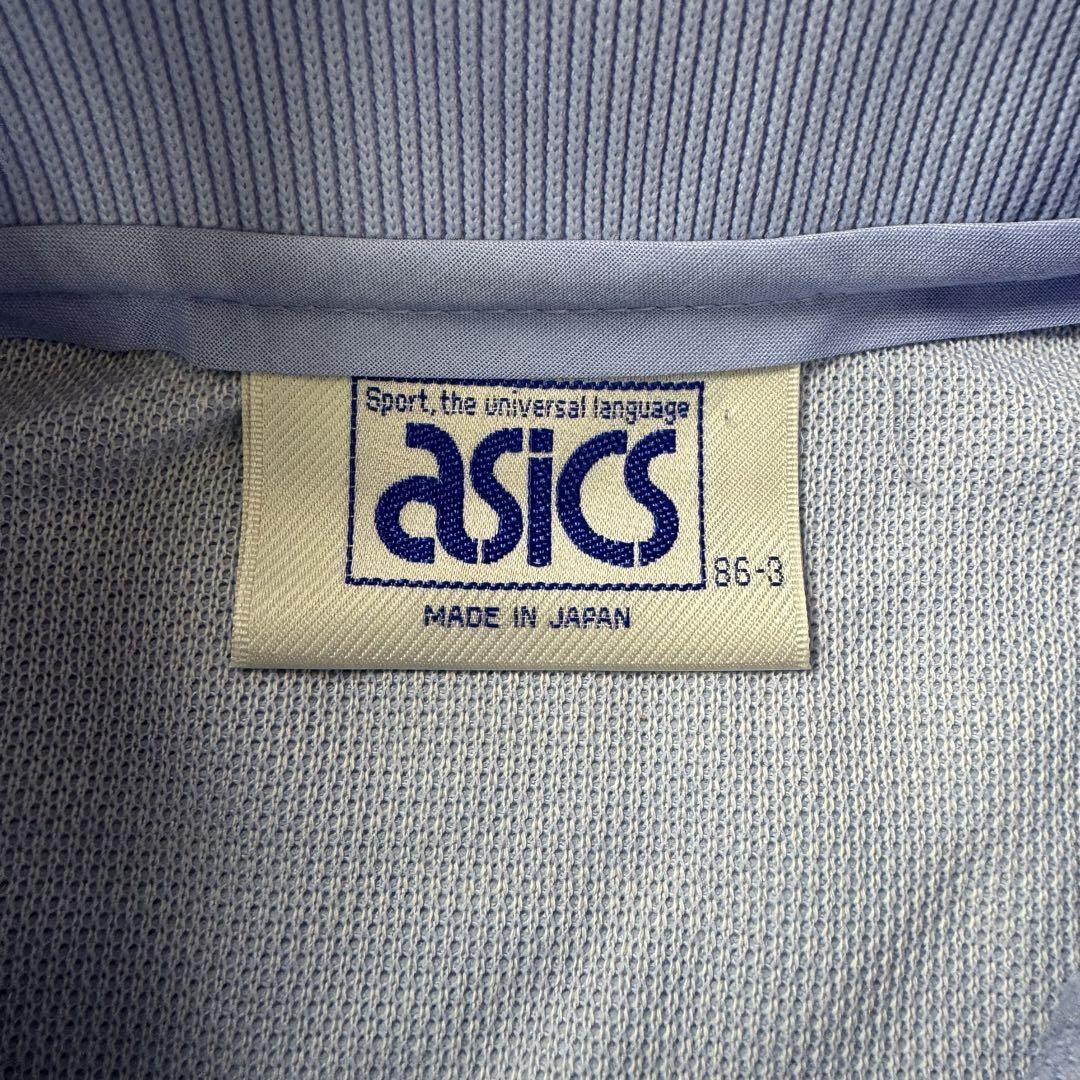 Sport, the universal language
asics
86-3
MADE IN JAPAN